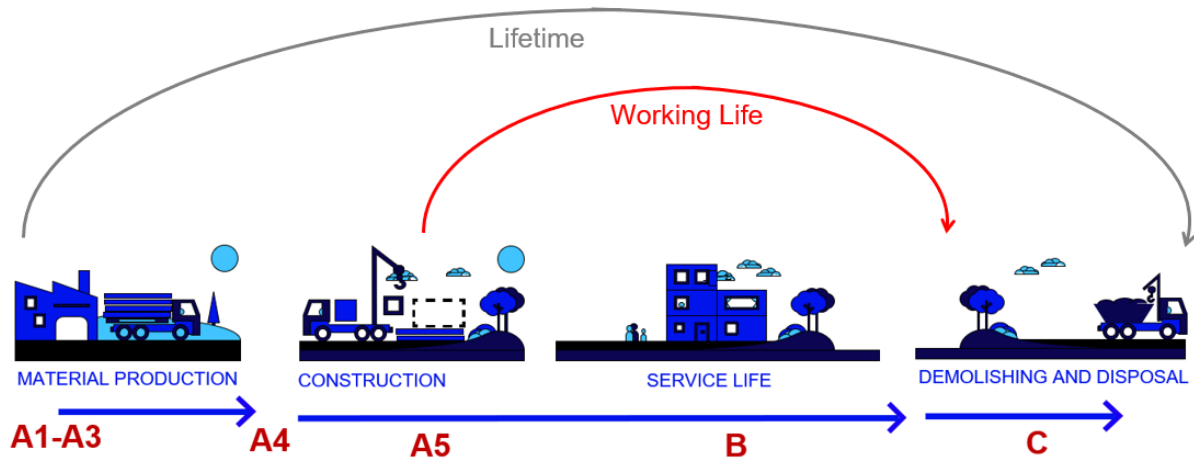 Lifetime
Working Life
MATERIAL PRODUCTION
CONSTRUCTION
SERVICE LIFE
DEMOLISHING AND DISPOSAL
A1-A3
A4
A5
B
C